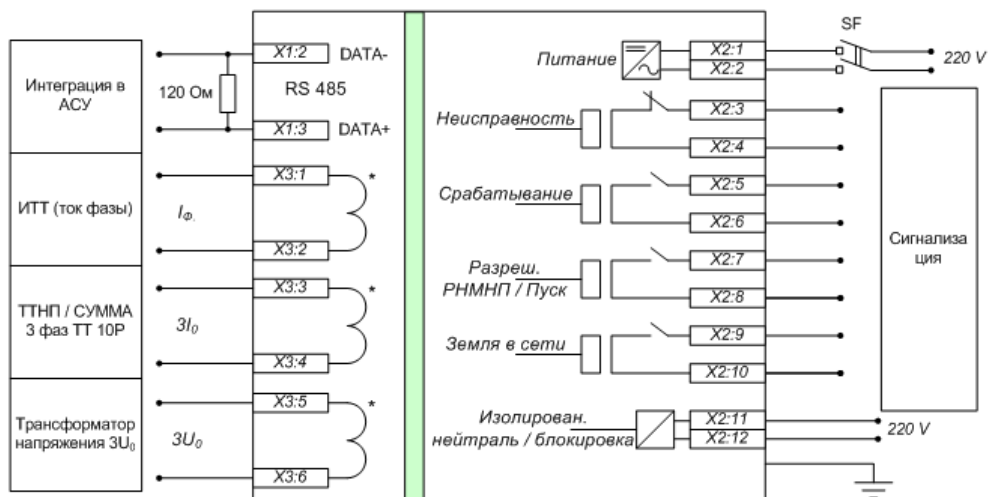 Интеграция в
АСУ
120 Ом
X1:2
DATA-
RS 485
X1:3
DATA+
ИТТ (ток фазы)
IФ.
X3:1
*
X3:2
ТТНП / СУММА
3 фаз ТТ 10Р
3I0
X3:3
*
X3:4
Трансформатор
напряжения 3U0
3U0
X3:5
*
X3:6
Питание
X2:1
X2:2
SF
220 V
Неисправность
X2:3
X2:4
Срабатывание
X2:5
X2:6
Разреш.
РНМНП / Пуск
X2:7
X2:8
Земля в сети
X2:9
X2:10
Изолирован.
нейтраль / блокировка
X2:11
X2:12
220 V
Сигнализа
ция